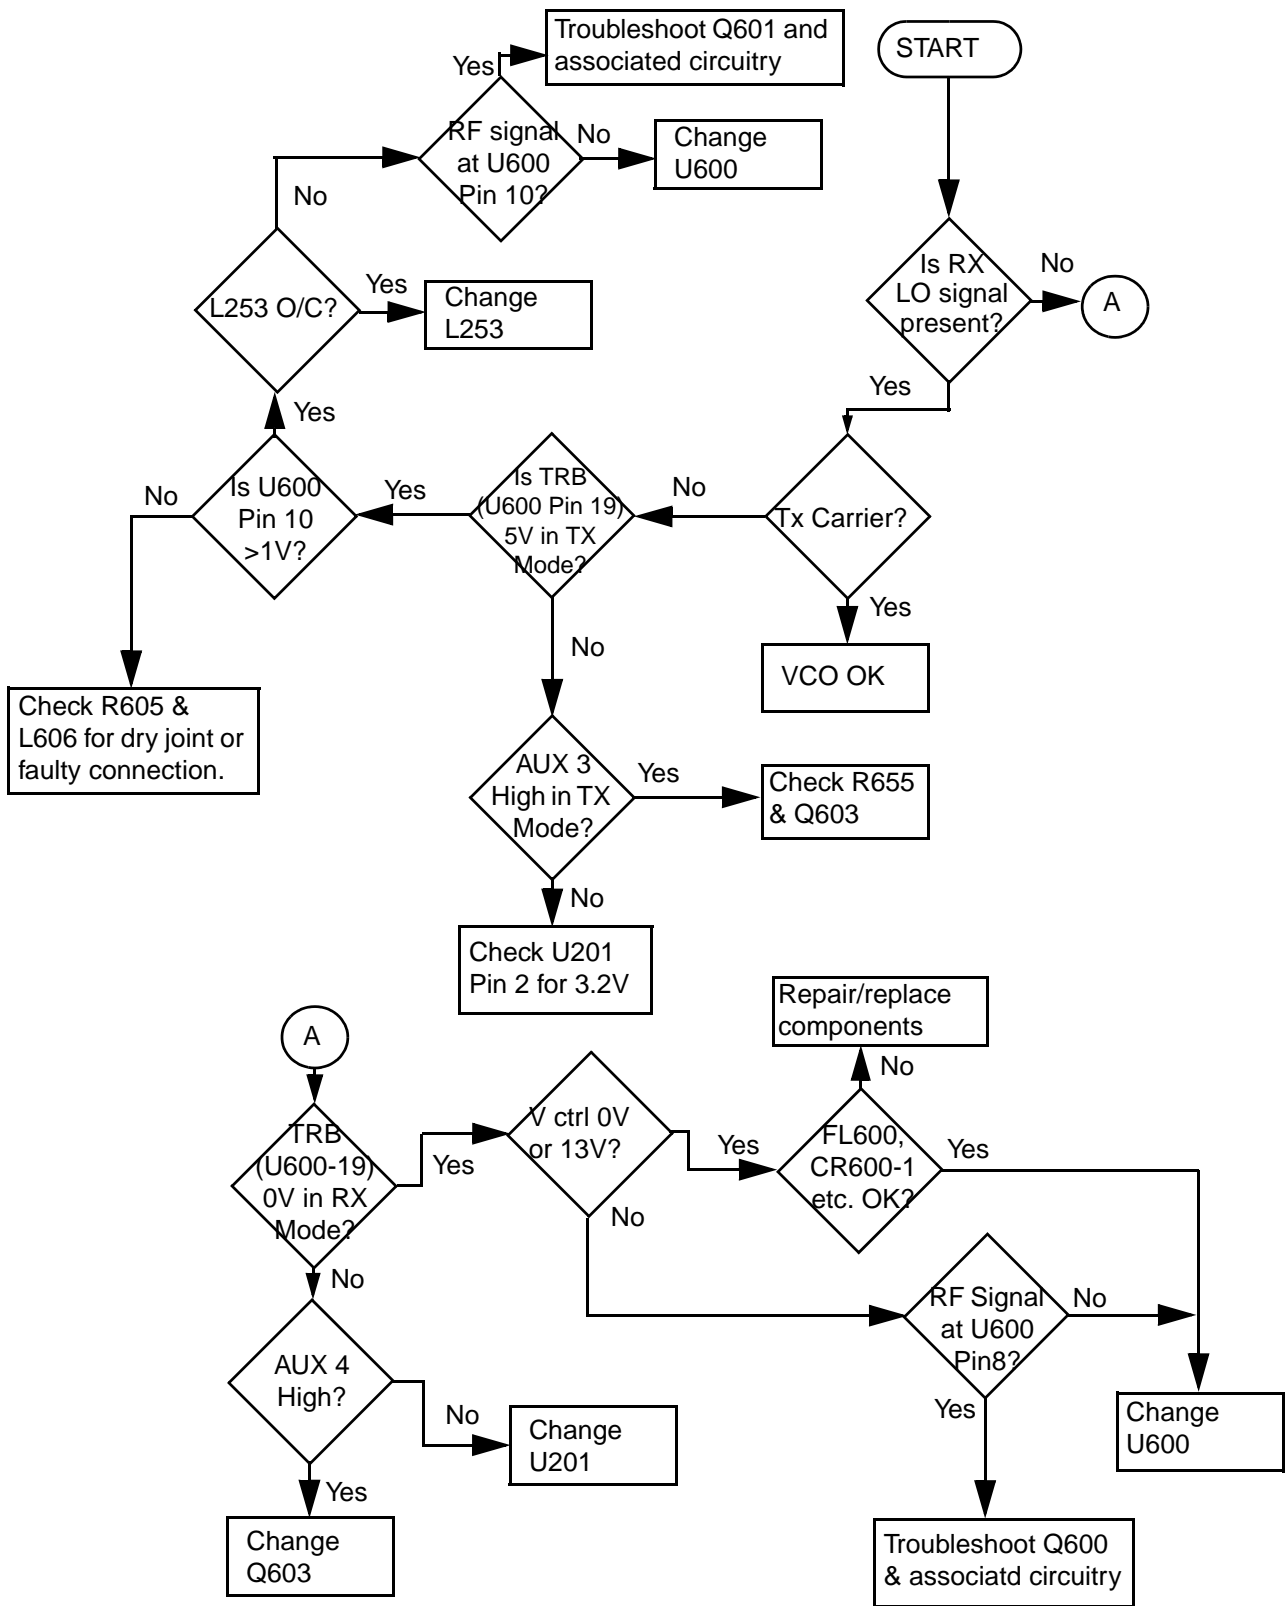 START
Is RX
LO signal
present?
No
A
Yes
Tx Carrier?
Yes
VCO OK
No
Is TRB
(U600 Pin 19)
5V in TX
Mode?
Yes
Is U600
Pin 10
>1V?
No
Check R605 &
L606 for dry joint or
faulty connection.
Yes
L253 O/C?
Yes
Change
L253
No
RF signal
at U600
Pin 10?
Yes
Troubleshoot Q601 and
associated circuitry
No
Change
U600
No
AUX 3
High in TX
Mode?
Yes
Check R655
& Q603
No
Check U201
Pin 2 for 3.2V
A
TRB
(U600-19)
0V in RX
Mode?
Yes
V ctrl 0V
or 13V?
Yes
FL600,
CR600-1
etc. OK?
No
Repair/replace
components
Yes
No
RF Signal
at U600
Pin8?
No
Change
U600
Yes
Troubleshoot Q600
& associatd circuitry
No
AUX 4
High?
No
Change
U201
Yes
Change
Q603